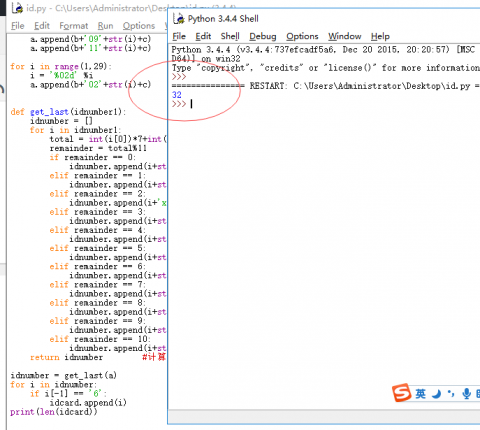 id.py - C:\Users\Administrator\Desktop\id.py
File Edit Format Run
a.append(b+'09'+str(i)+c)
a.append(b+'11'+str(i)+c)
for i in range(1,29):
i = '%02d' %i
a.append(b+'02'+str(i)+c)
def get_last(idnumber1):
idnumber = []
for i in idnumber1:
total = int(i[0])*7+int(
remainder = total%11
if remainder == 0:
idnumber.append(i+st
elif remainder == 1:
idnumber.append(i+st
elif remainder == 2:
idnumber.append(i+'x
elif remainder == 3:
idnumber.append(i+st
elif remainder == 4:
idnumber.append(i+st
elif remainder == 5:
idnumber.append(i+st
elif remainder == 6:
idnumber.append(i+st
elif remainder == 7:
idnumber.append(i+st
elif remainder == 8:
idnumber.append(i+st
elif remainder == 9:
idnumber.append(i+st
elif remainder == 10:
idnumber.append(i+st
return idnumber #计算
idnumber = get_last(a)
for i in idnumber:
if i[-1] == '6':
idcard.append(i)
print(len(idcard))
Python 3.4.4 Shell
File Edit Shell Debug Options Window Help
Python 3.4.4 (v3.4.4:737efcadf5a6, Dec 20 2015, 20:20:57) [MSC
D64)] on win32
Type "copyright", "credits" or "license()" for more information
>>>
=============== RESTART: C:\Users\Administrator\Desktop\id.py =
32
>>>
S 英